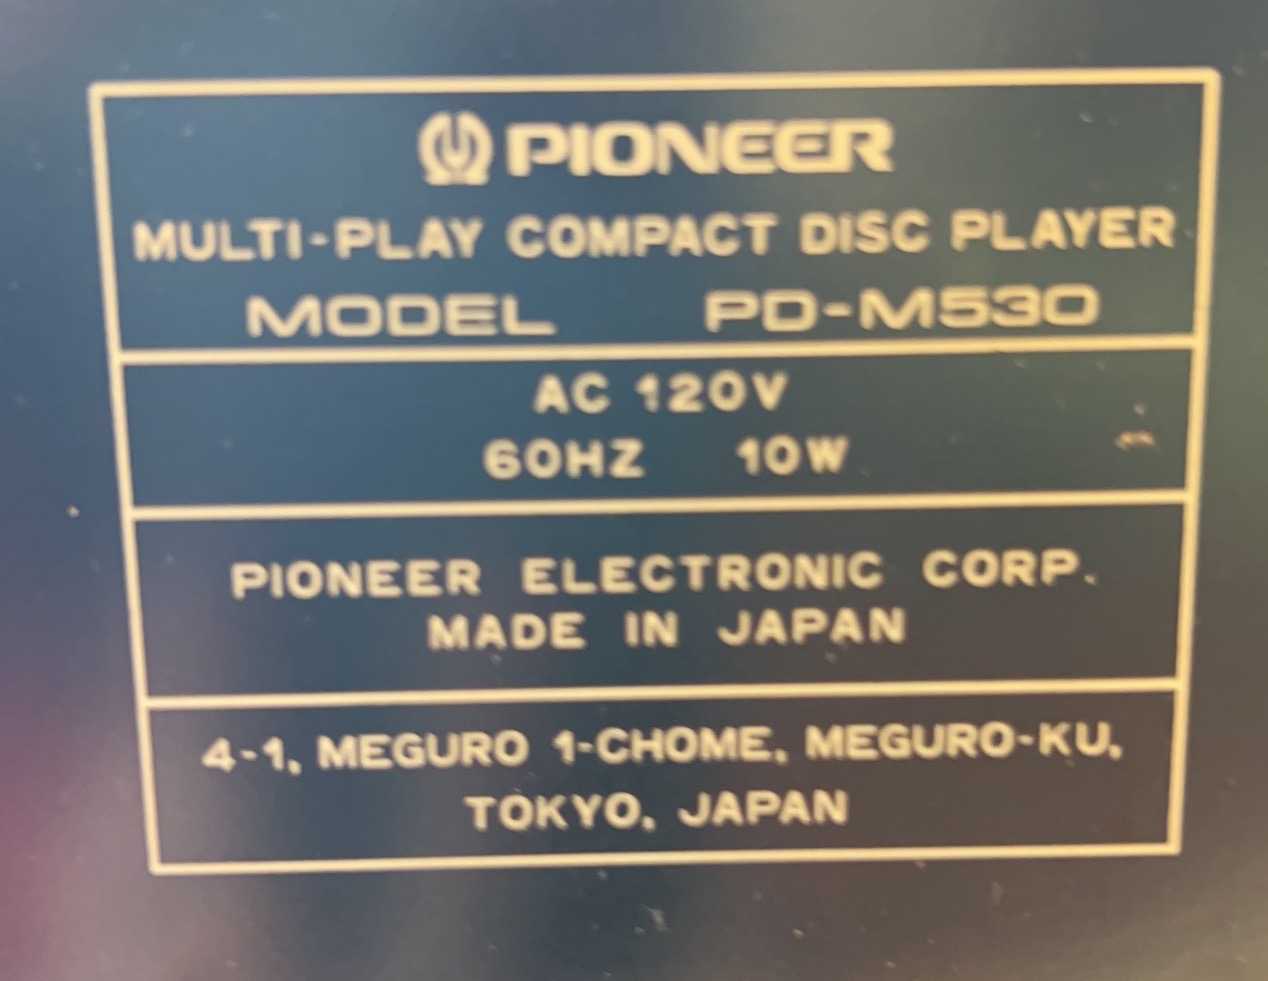 PIONEER
MULTI-PLAY COMPACT DISC PLAYER
MODEL PD-M530
AC 120V
60HZ 10W
PIONEER ELECTRONIC CORP.
MADE IN JAPAN
4-1, MEGURO 1-CHOME, MEGURO-KU,
TOKYO, JAPAN